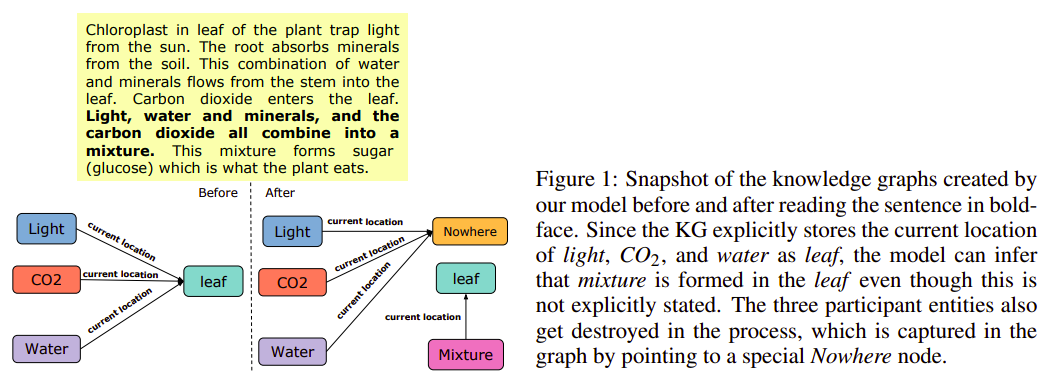 Chloroplast in leaf of the plant trap light
from the sun. The root absorbs minerals
from the soil. This combination of water
and minerals flows from the stem into the
leaf. Carbon dioxide enters the leaf.
Light, water and minerals, and the
carbon dioxide all combine into a
mixture. This mixture forms sugar
(glucose) which is what the plant eats.
Before
After
Light
current location
CO2
current location
leaf
current location
Water
Light
current location
Nowhere
current location
CO2
leaf
current location
current location
Water
Mixture
Figure 1: Snapshot of the knowledge graphs created by
our model before and after reading the sentence in bold-
face. Since the KG explicitly stores the current location
of light, CO2, and water as leaf, the model can infer
that mixture is formed in the leaf even though this is
not explicitly stated. The three participant entities also
get destroyed in the process, which is captured in the
graph by pointing to a special Nowhere node.